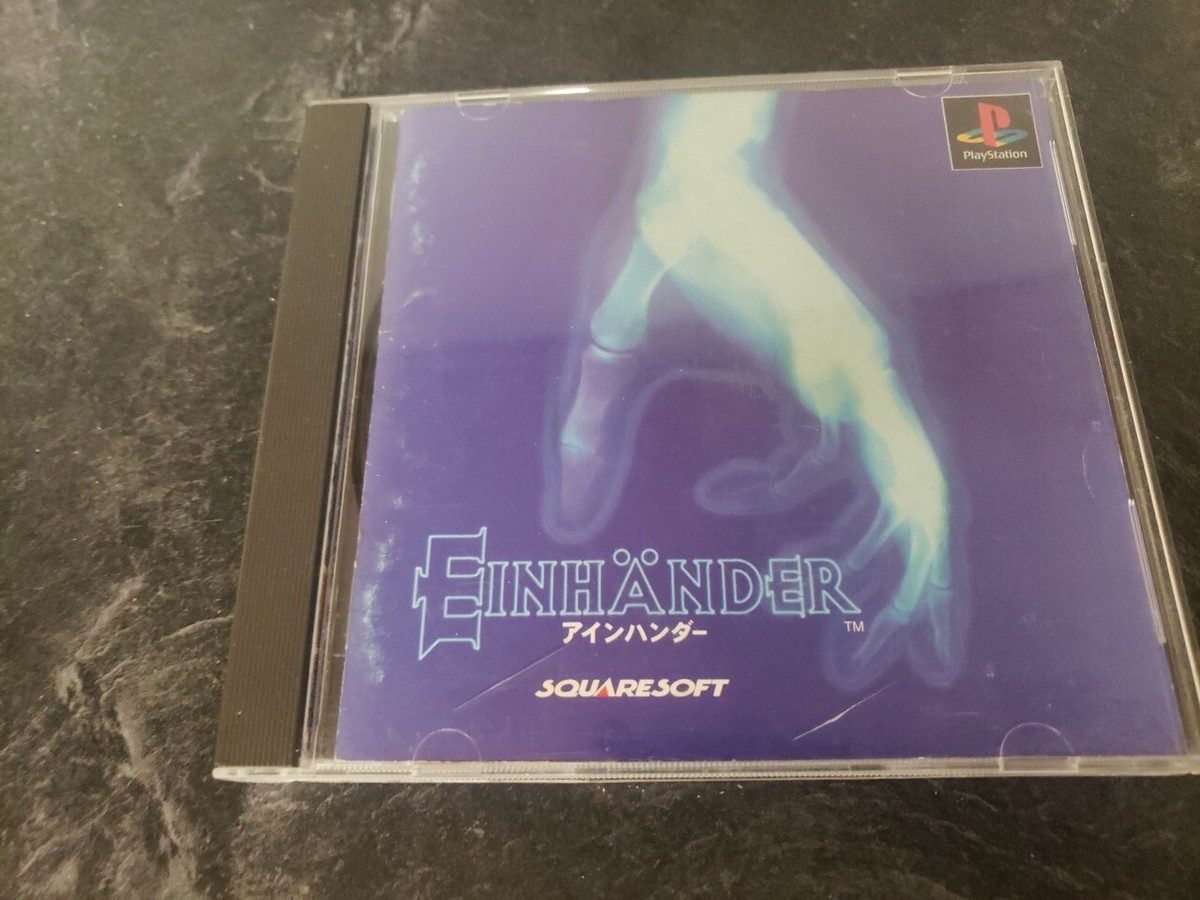 PlayStation
EINHÄNDER
アインハンダー
TM
SQUARESOFT